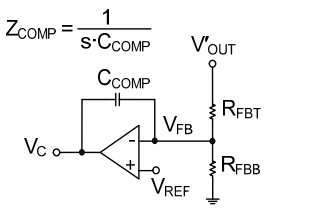 Z_COMP = 1 / (s·C_COMP)
V″_OUT
C_COMP
R_FBT
V_FB
V_C
-
+
R_FBB
V_REF